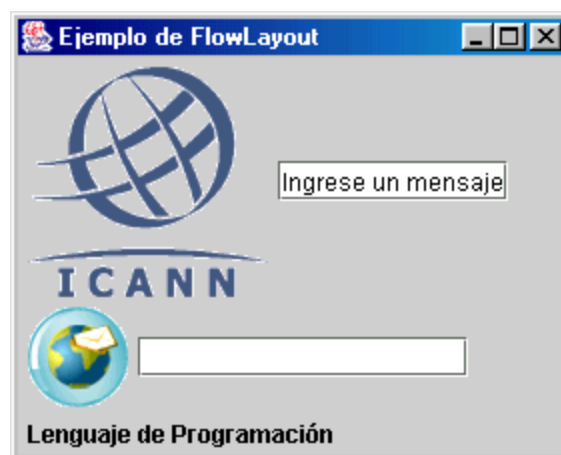 Ejemplo de FlowLayout
Ingrese un mensaje
ICANN
Lenguaje de Programación